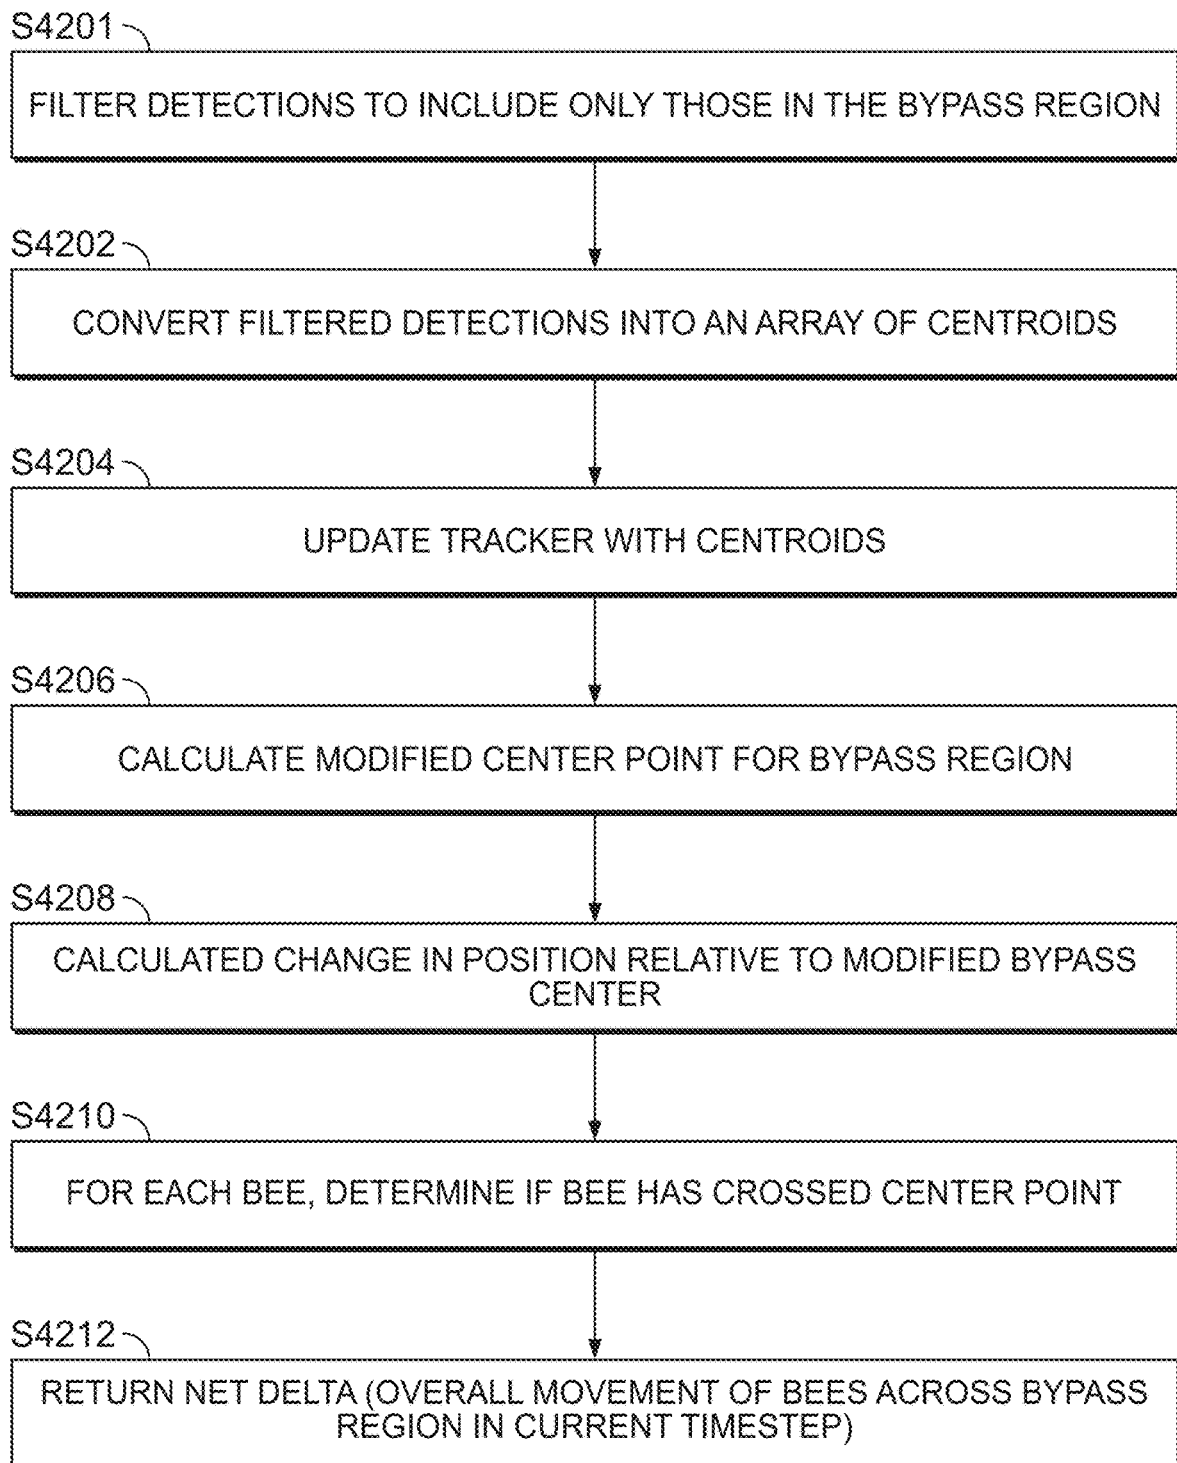 S4201
FILTER DETECTIONS TO INCLUDE ONLY THOSE IN THE BYPASS REGION
S4202
CONVERT FILTERED DETECTIONS INTO AN ARRAY OF CENTROIDS
S4204
UPDATE TRACKER WITH CENTROIDS
S4206
CALCULATE MODIFIED CENTER POINT FOR BYPASS REGION
S4208
CALCULATED CHANGE IN POSITION RELATIVE TO MODIFIED BYPASS
CENTER
S4210
FOR EACH BEE, DETERMINE IF BEE HAS CROSSED CENTER POINT
S4212
RETURN NET DELTA (OVERALL MOVEMENT OF BEES ACROSS BYPASS
REGION IN CURRENT TIMESTEP)